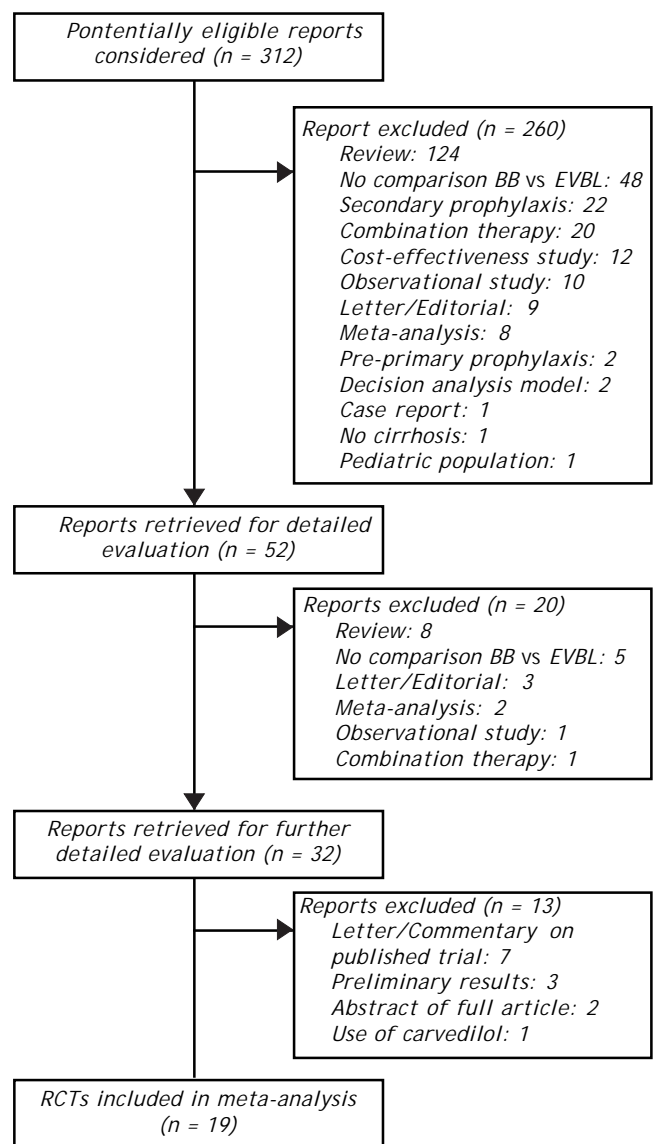 Pontentially eligible reports
considered (n = 312)
Report excluded (n = 260)
Review: 124
No comparison BB vs EVBL: 48
Secondary prophylaxis: 22
Combination therapy: 20
Cost-effectiveness study: 12
Observational study: 10
Letter/Editorial: 9
Meta-analysis: 8
Pre-primary prophylaxis: 2
Decision analysis model: 2
Case report: 1
No cirrhosis: 1
Pediatric population: 1
Reports retrieved for detailed
evaluation (n = 52)
Reports excluded (n = 20)
Review: 8
No comparison BB vs EVBL: 5
Letter/Editorial: 3
Meta-analysis: 2
Observational study: 1
Combination therapy: 1
Reports retrieved for further
detailed evaluation (n = 32)
Reports excluded (n = 13)
Letter/Commentary on
published trial: 7
Preliminary results: 3
Abstract of full article: 2
Use of carvedilol: 1
RCTs included in meta-analysis
(n = 19)